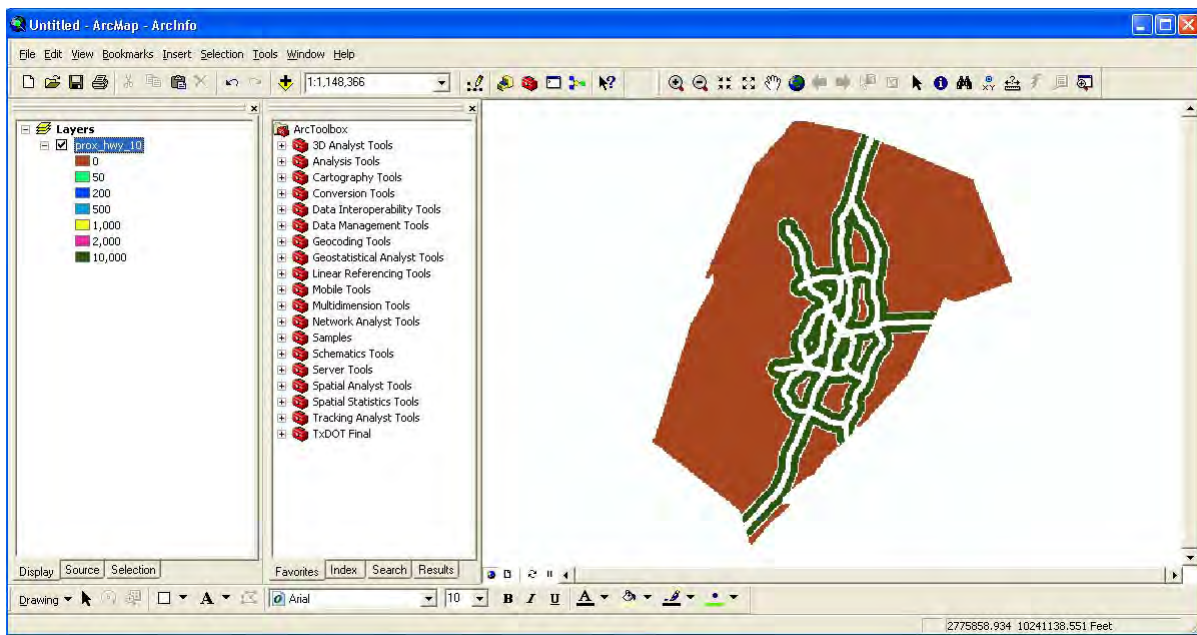 Untitled - ArcMap - ArcInfo
File Edit View Bookmarks Insert Selection Tools Window Help
1:1,148,366
Layers
prox_hwy_10
0
50
200
500
1,000
2,000
10,000
ArcToolbox
3D Analyst Tools
Analysis Tools
Cartography Tools
Conversion Tools
Data Interoperability Tools
Data Management Tools
Geocoding Tools
Geostatistical Analyst Tools
Linear Referencing Tools
Mobile Tools
Multidimension Tools
Network Analyst Tools
Samples
Schematics Tools
Server Tools
Spatial Analyst Tools
Spatial Statistics Tools
Tracking Analyst Tools
TxDOT Final
Display Source Selection
Favorites Index Search Results
Drawing A Arial 10 B I U A
2775858.934 10241138.551 Feet